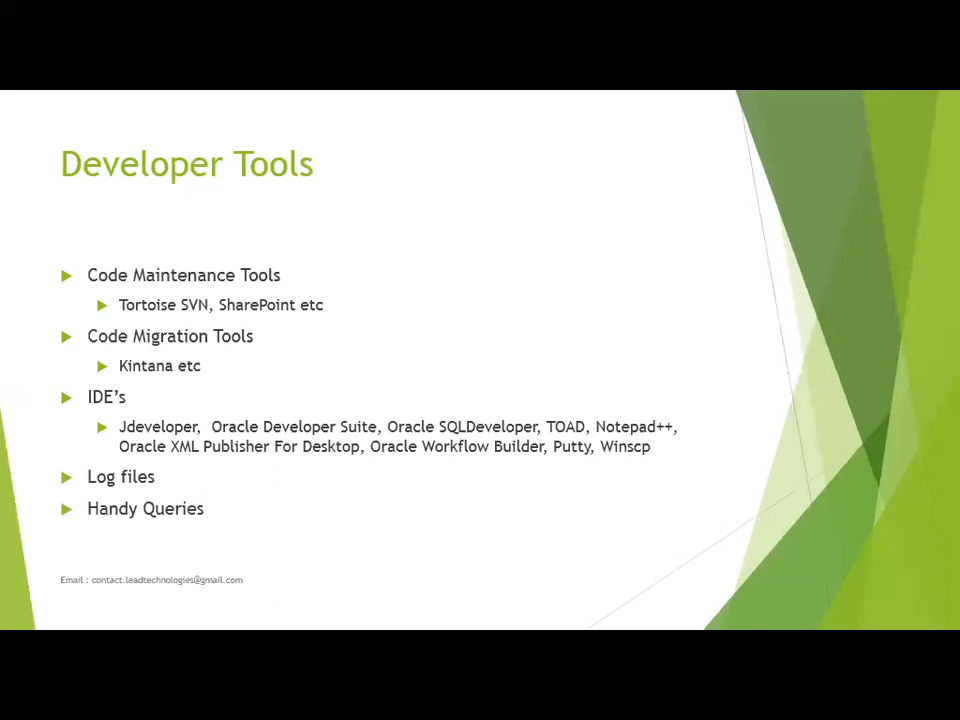 Developer Tools
Code Maintenance Tools
Tortoise SVN, SharePoint etc
Code Migration Tools
Kintana etc
IDE's
Jdeveloper,  Oracle Developer Suite, Oracle SQLDeveloper, TOAD, Notepad++,
Oracle XML Publisher For Desktop, Oracle Workflow Builder, Putty, Winscp
Log files
Handy Queries
Email : contact.leadtechnologies@gmail.com